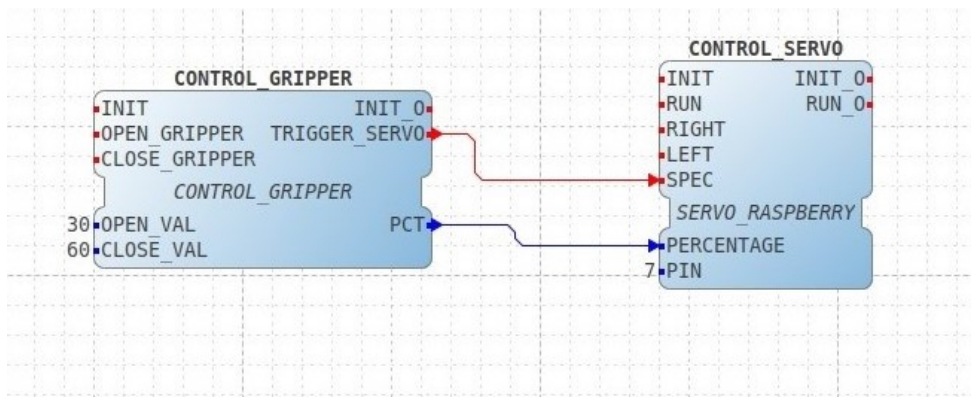 CONTROL_GRIPPER
INIT INIT_O
OPEN_GRIPPER TRIGGER_SERVO
CLOSE_GRIPPER
CONTROL_GRIPPER
30 OPEN_VAL PCT
60 CLOSE_VAL
CONTROL_SERVO
INIT INIT_O
RUN RUN_O
RIGHT
LEFT
SPEC
SERVO_RASPBERRY
PERCENTAGE
7 PIN